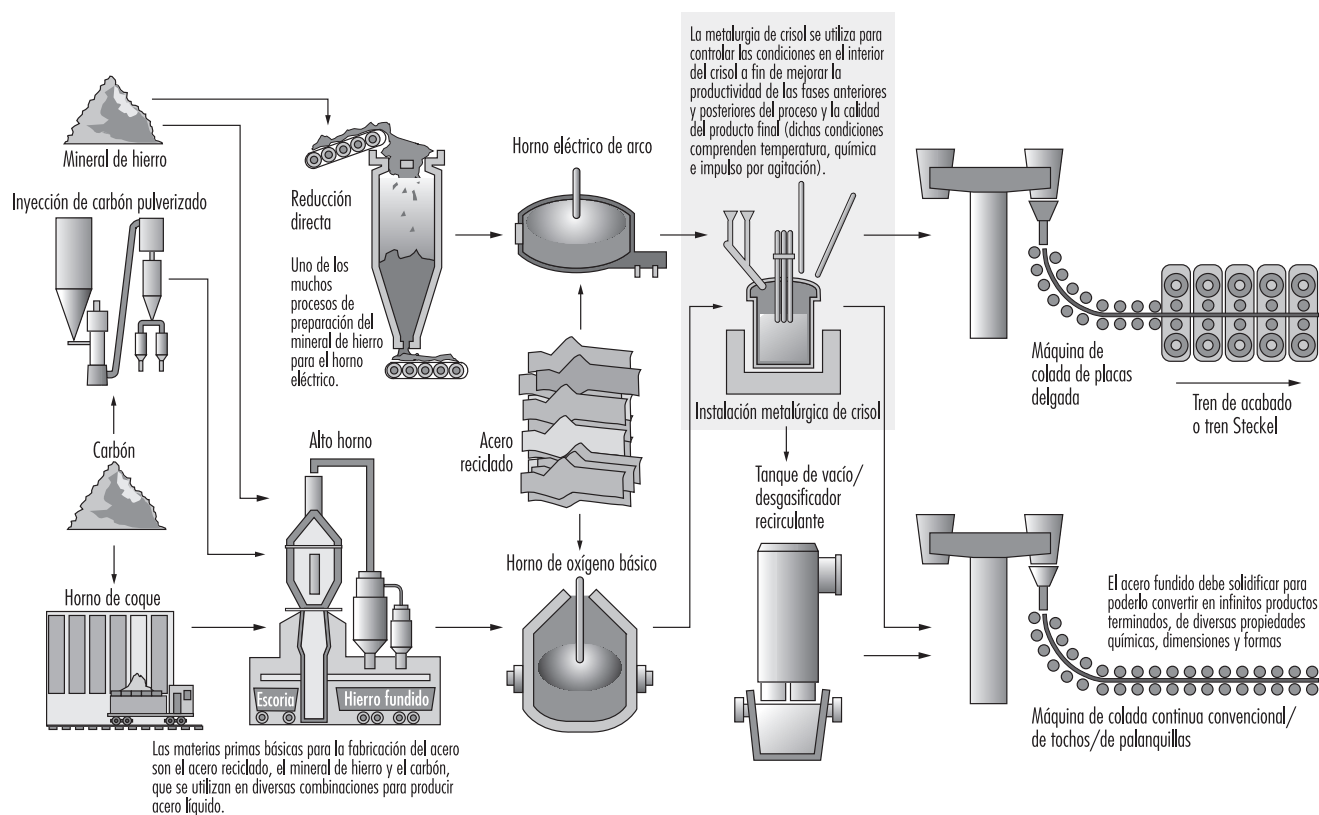 La metalurgia de crisol se utiliza para
controlar las condiciones en el interior
del crisol a fin de mejorar la
productividad de las fases anteriores
y posteriores del proceso y la calidad
del producto final (dichas condiciones
comprenden temperatura, química
e impulso por agitación).
Mineral de hierro
Inyección de carbón pulverizado
Reducción
directa
Uno de los
muchos
procesos de
preparación del
mineral de hierro
para el horno
eléctrico.
Horno eléctrico de arco
Instalación metalúrgica de crisol
Máquina de
colada de placas
delgada
Tren de acabado
o tren Steckel
Carbón
Alto horno
Acero
reciclado
Tanque de vacío/
desgasificador
recirculante
Horno de coque
Horno de oxígeno básico
El acero fundido debe solidificar para
poderlo convertir en infinitos productos
terminados, de diversas propiedades
químicas, dimensiones y formas
Escoria
Hierro fundido
Máquina de colada continua convencional/
de tochos/de palanquillas
Las materias primas básicas para la fabricación del acero
son el acero reciclado, el mineral de hierro y el carbón,
que se utilizan en diversas combinaciones para producir
acero líquido.